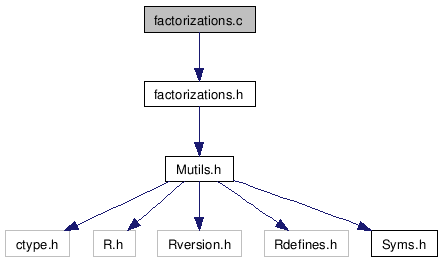 factorizations.c
factorizations.h
Mutils.h
ctype.h R.h Rversion.h Rdefines.h Syms.h